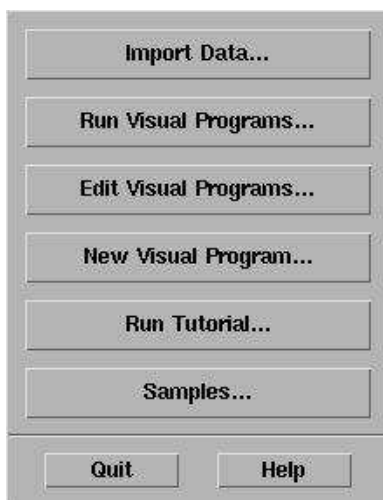 Import Data...
Run Visual Programs...
Edit Visual Programs...
New Visual Program...
Run Tutorial...
Samples...
Quit Help